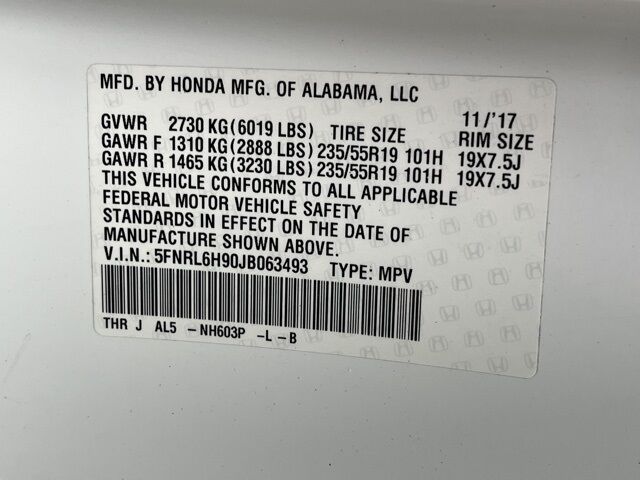 MFD. BY HONDA MFG. OF ALABAMA, LLC
11/'17
GVWR 2730 KG(6019 LBS) TIRE SIZE RIM SIZE
GAWR F 1310 KG(2888 LBS)235/55R19 101H 19X7.5J
GAWR R 1465 KG(3230 LBS)235/55R19 101H 19X7.5J
THIS VEHICLE CONFORMS TO ALL APPLICABLE
FEDERAL MOTOR VEHICLE SAFETY
STANDARDS IN EFFECT ON THE DATE OF
MANUFACTURE SHOWN ABOVE.
V.I.N.: 5FNRL6H90JB063493 TYPE: MPV
THR J AL5 -NH603P -L-B